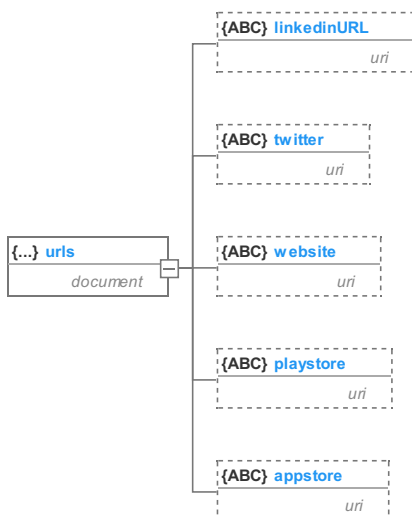 {ABC} linkedinURL
uri
{ABC} twitter
uri
{...} urls
document
{ABC} website
uri
{ABC} playstore
uri
{ABC} appstore
uri